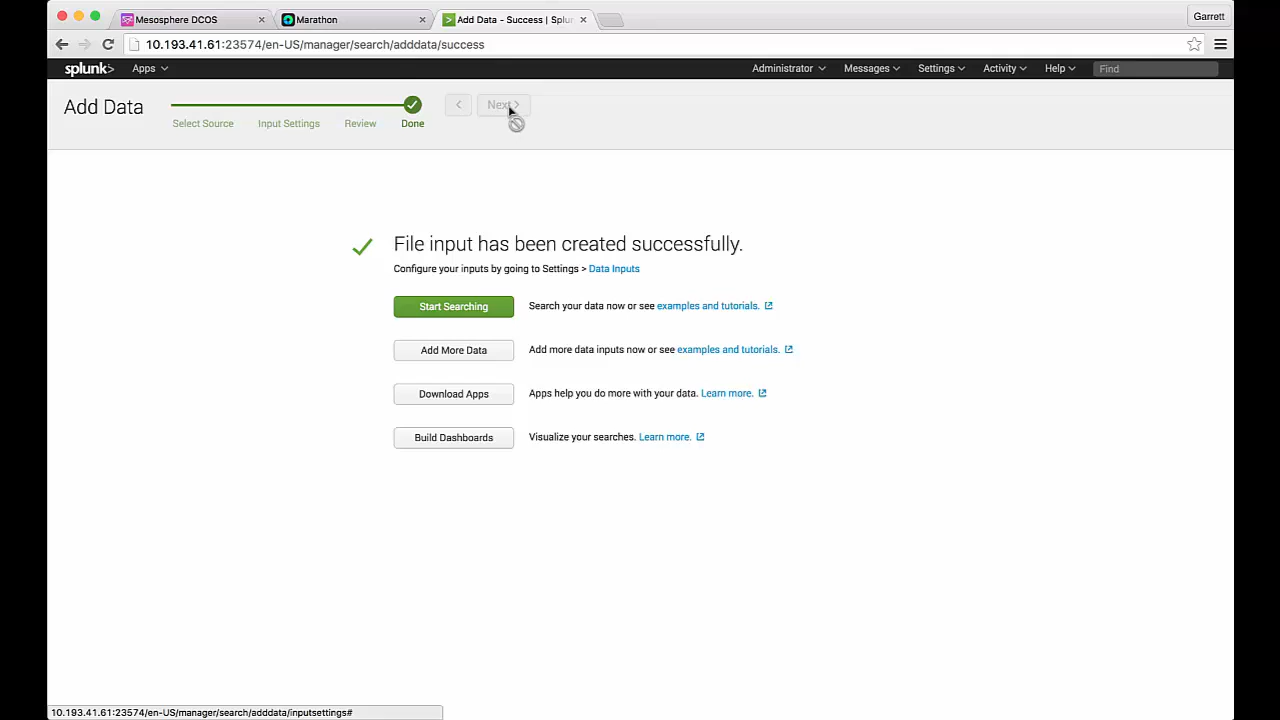 Mesosphere DCOS
Marathon
Add Data - Success | Splu
Garrett
10.193.41.61:23574/en-US/manager/search/adddata/success
splunk> Apps Administrator Messages Settings Activity Help Find
Add Data
Next
Select Source Input Settings Review Done
File input has been created successfully.
Configure your inputs by going to Settings > Data Inputs
Start Searching Search your data now or see examples and tutorials.
Add More Data Add more data inputs now or see examples and tutorials.
Download Apps Apps help you do more with your data. Learn more.
Build Dashboards Visualize your searches. Learn more.
10.193.41.61:23574/en-US/manager/search/adddata/inputsettings#